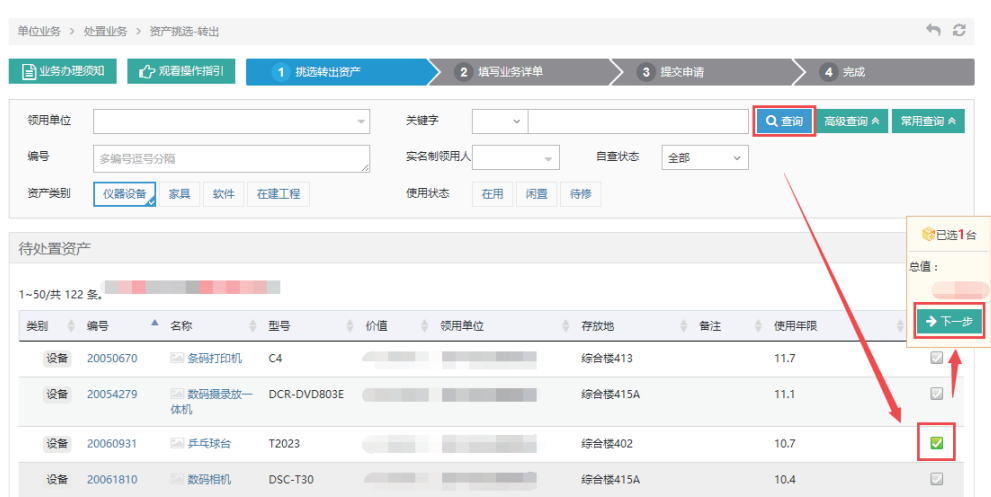 单位业务 > 处置业务 > 资产挑选-转出
业务办理须知 观看操作指引 1 挑选转出资产 2 填写业务详单 3 提交申请 4 完成
领用单位 关键字 查询 高级查询 常用查询
编号 多编号逗号分隔 实名制领用人 自查状态 全部
资产类别 仪器设备 家具 软件 在建工程 使用状态 在用 闲置 待修
已选1台
待处置资产
总值：
1~50/共 122 条。
下一步
类别 编号 名称 型号 价值 领用单位 存放地 备注 使用年限
设备 20050670 条码打印机 C4 综合楼413 11.7
设备 20054279 数码摄录放一体机 DCR-DVD803E 综合楼415A 11.1
设备 20060931 乒乓球台 T2023 综合楼402 10.7
设备 20061810 数码相机 DSC-T30 综合楼415A 10.4